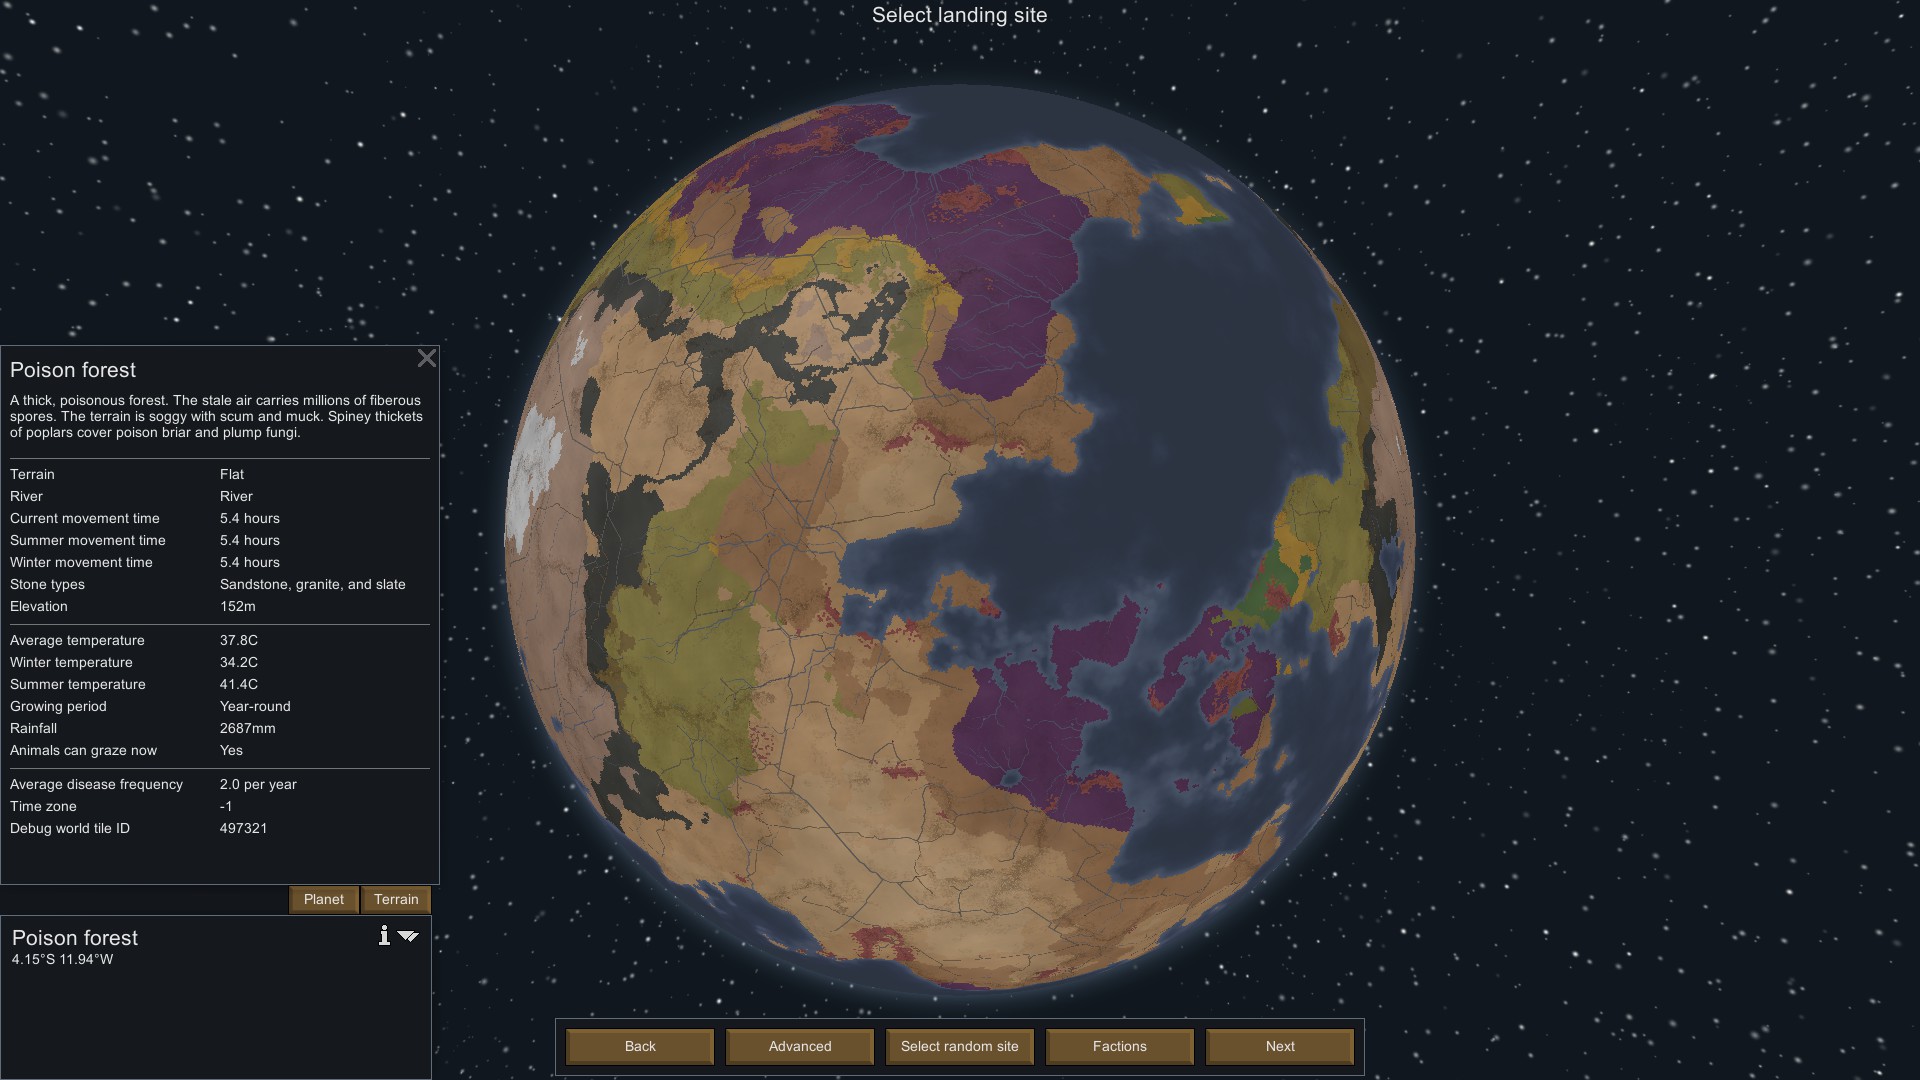 Select landing site
Poison forest
A thick, poisonous forest. The stale air carries millions of fiberous
spores. The terrain is soggy with scum and muck. Spiney thickets
of poplars cover poison briar and plump fungi.
Terrain Flat
River River
Current movement time 5.4 hours
Summer movement time 5.4 hours
Winter movement time 5.4 hours
Stone types Sandstone, granite, and slate
Elevation 152m
Average temperature 37.8C
Winter temperature 34.2C
Summer temperature 41.4C
Growing period Year-round
Rainfall 2687mm
Animals can graze now Yes
Average disease frequency 2.0 per year
Time zone -1
Debug world tile ID 497321
Planet Terrain
Poison forest
4.15°S 11.94°W
Back Advanced Select random site Factions Next